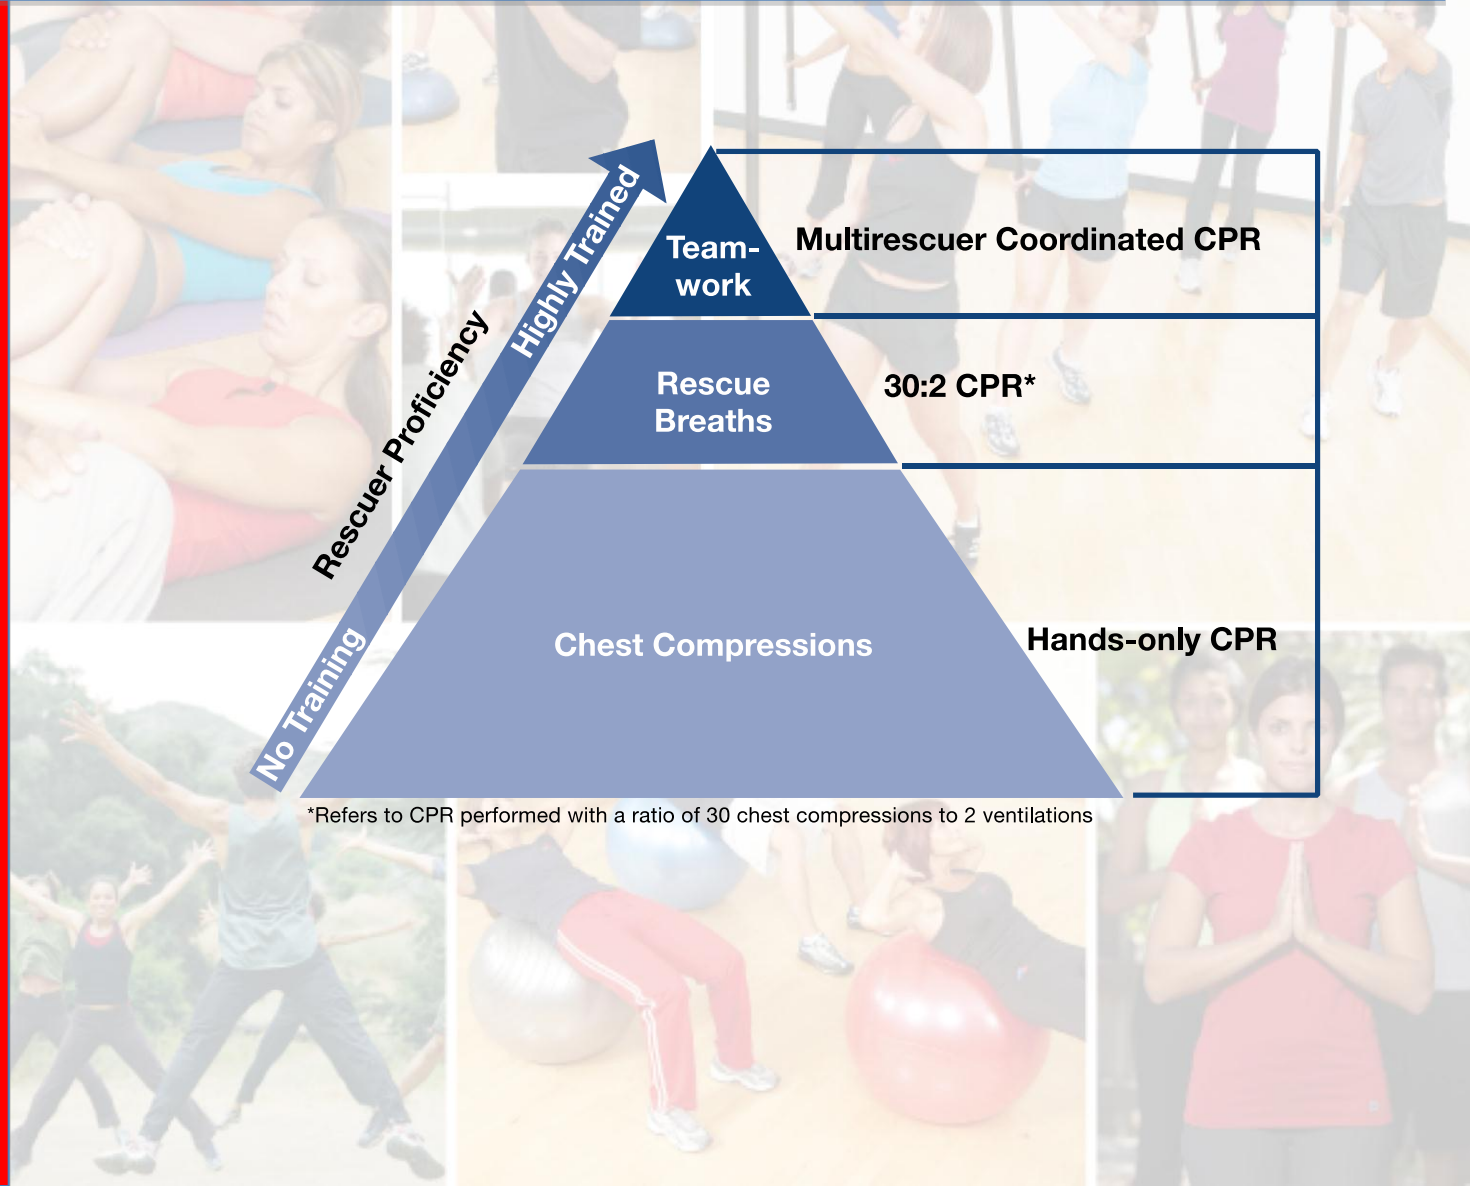 Highly Trained
Rescuer Proficiency
No Training
Team-
work
Multirescuer Coordinated CPR
Rescue
Breaths
30:2 CPR*
Chest Compressions
Hands-only CPR
*Refers to CPR performed with a ratio of 30 chest compressions to 2 ventilations